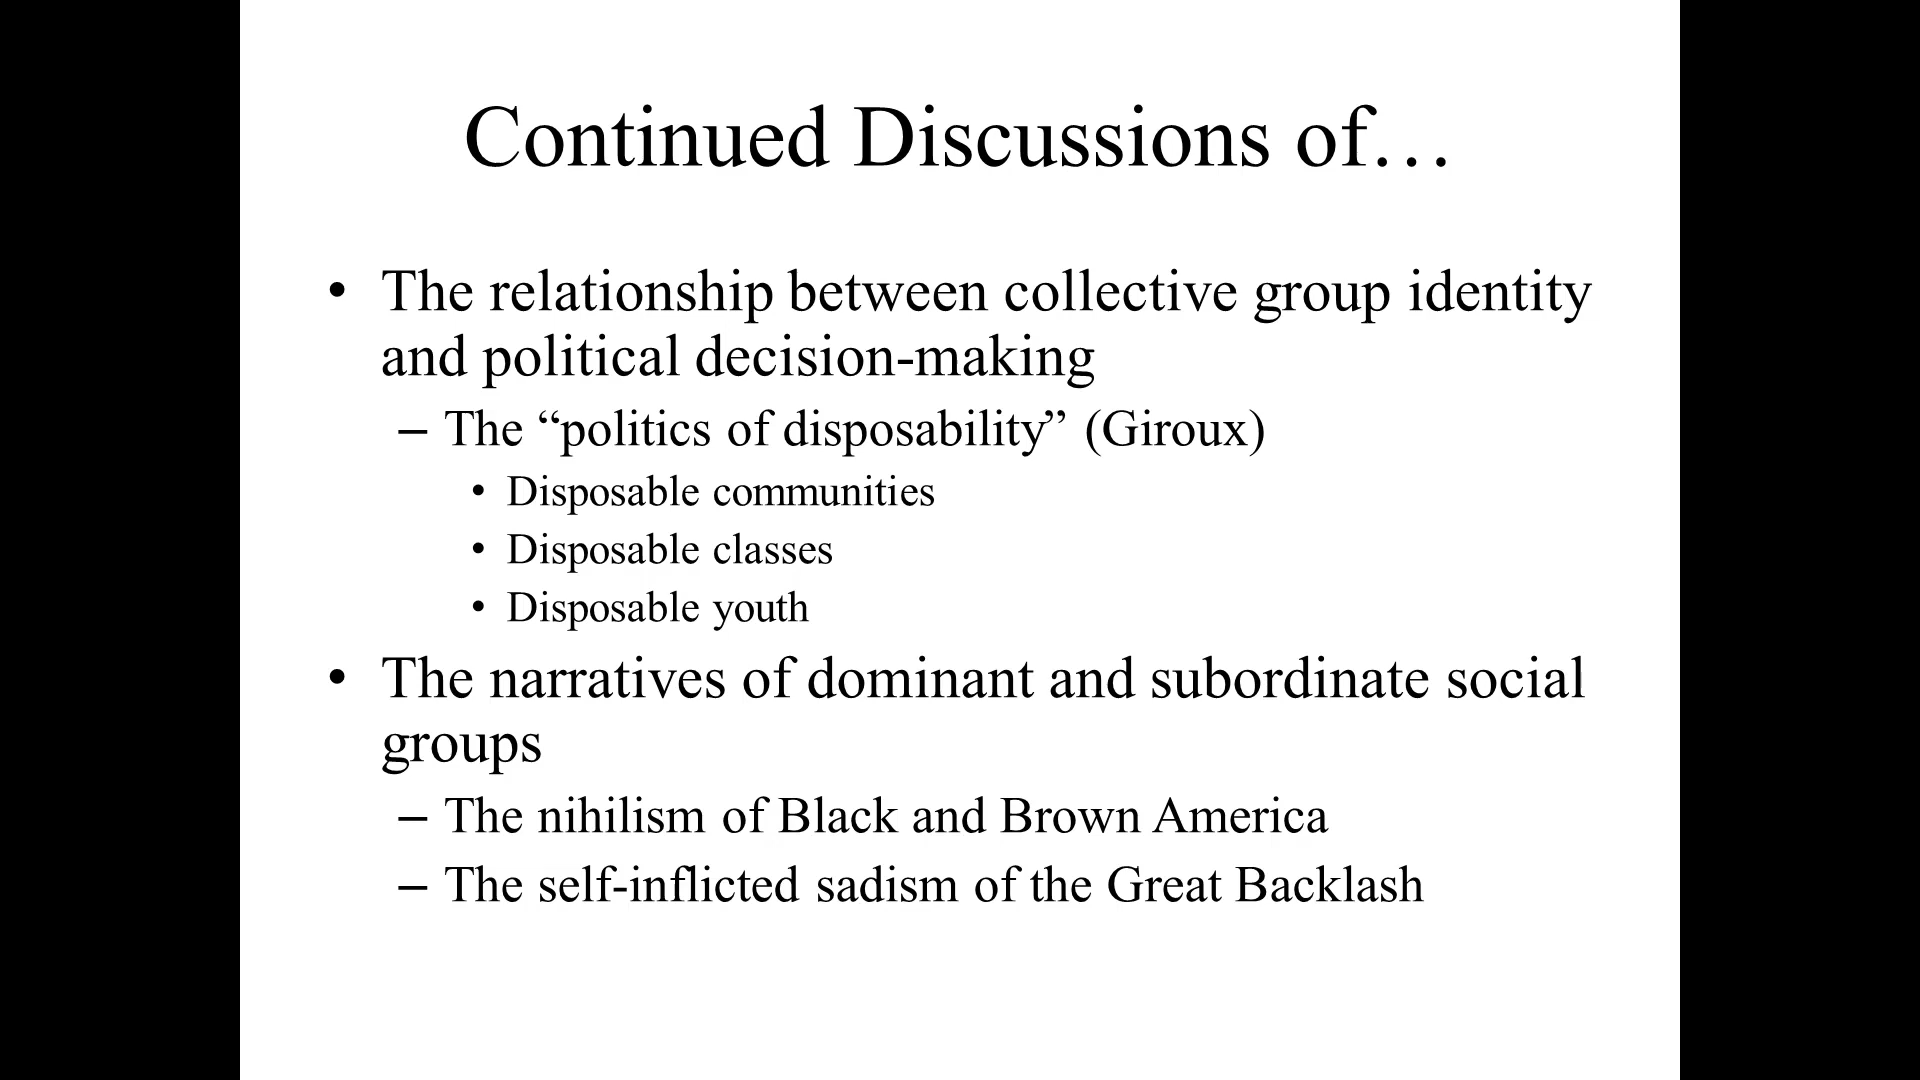 Continued Discussions of…
• The relationship between collective group identity
and political decision-making
– The “politics of disposability” (Giroux)
• Disposable communities
• Disposable classes
• Disposable youth
• The narratives of dominant and subordinate social
groups
– The nihilism of Black and Brown America
– The self-inflicted sadism of the Great Backlash